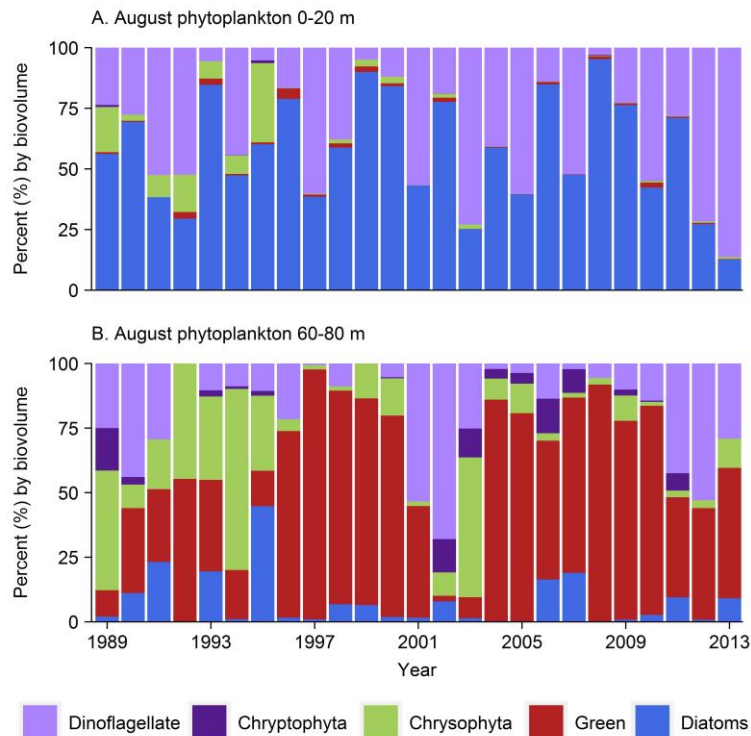 A. August phytoplankton 0-20 m
Percent (%) by biovolume
100
75
50
25
0
B. August phytoplankton 60-80 m
Percent (%) by biovolume
100
75
50
25
0
1989 1993 1997 2001 2005 2009 2013
Year
Dinoflagellate Chryptophyta Chrysophyta Green Diatoms